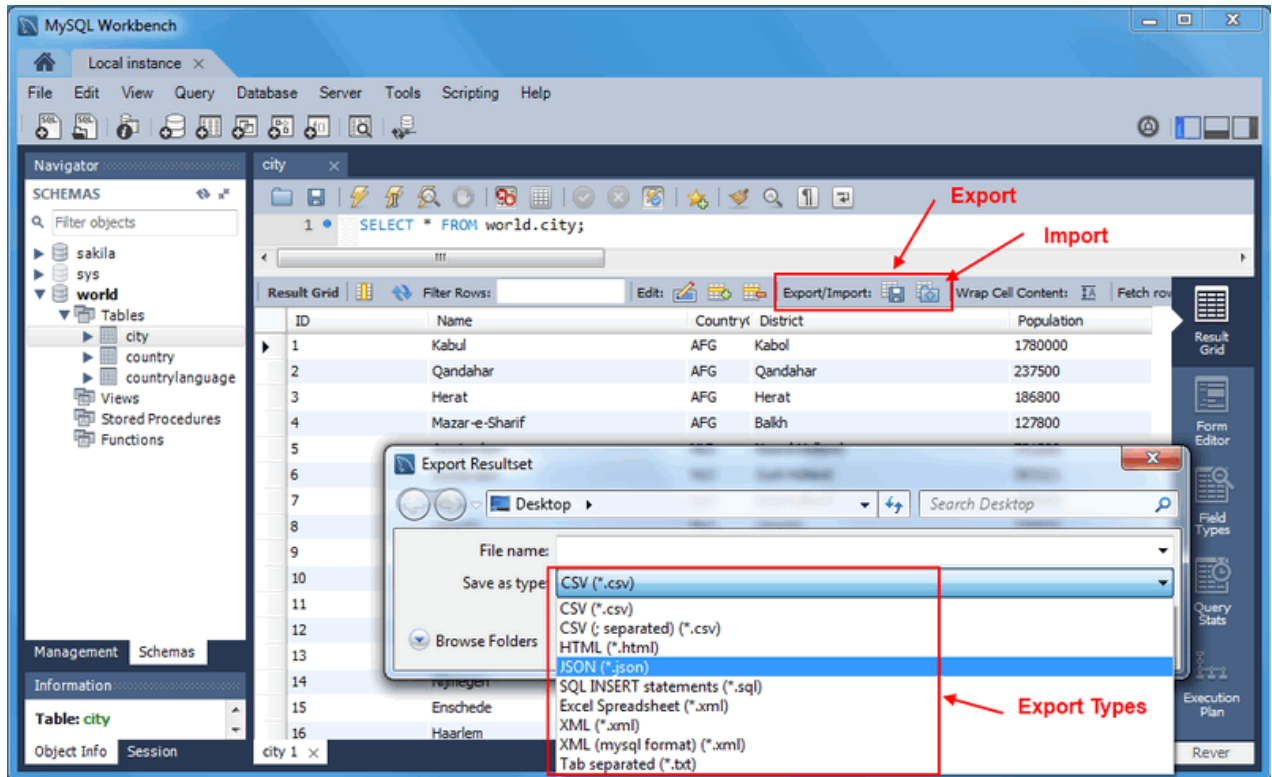 MySQL Workbench
Local instance
File Edit View Query Database Server Tools Scripting Help
Navigator
SCHEMAS
Filter objects
sakila
sys
world
Tables
city
country
countrylanguage
Views
Stored Procedures
Functions
Management Schemas
Information
Table: city
Object Info Session
city
1 SELECT * FROM world.city;
Export
Import
Result Grid Filter Rows: Edit: Export/Import: Wrap Cell Content: Fetch row
ID Name CountryC District Population
1 Kabul AFG Kabol 1780000
2 Qandahar AFG Qandahar 237500
3 Herat AFG Herat 186800
4 Mazar-e-Sharif AFG Balkh 127800
5
6
7
8
9
10
11
12
13
14 Nijmegen
15 Enschede
16 Haarlem
city 1
Export Resultset
Desktop
Search Desktop
File name:
Save as type: CSV (*.csv)
CSV (*.csv)
CSV (; separated) (*.csv)
HTML (*.html)
JSON (*.json)
SQL INSERT statements (*.sql)
Excel Spreadsheet (*.xml)
XML (*.xml)
XML (mysql format) (*.xml)
Tab separated (*.txt)
Browse Folders
Export Types
Result
Grid
Form
Editor
Field
Types
Query
Stats
Execution
Plan
Rever